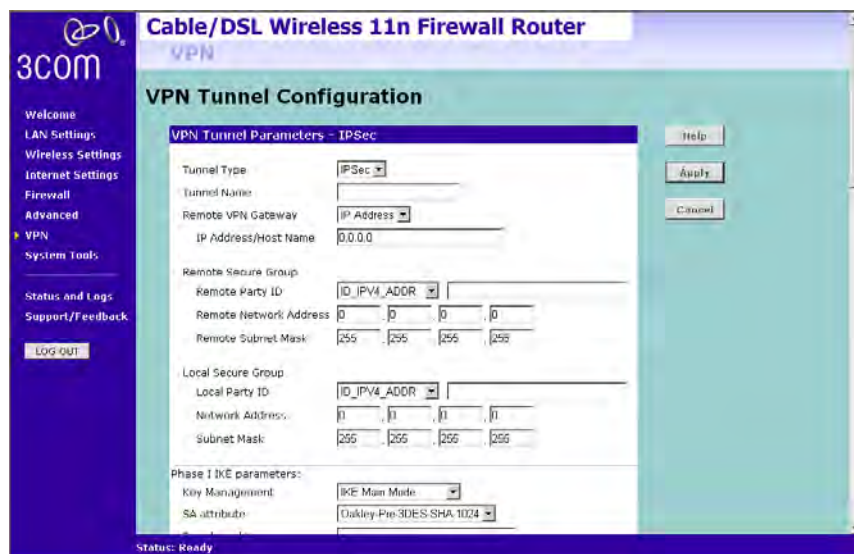 3COM
Cable/DSL Wireless 11n Firewall Router
VPN
Welcome
LAN Settings
Wireless Settings
Internet Settings
Firewall
Advanced
VPN
System Tools
Status and Logs
Support/Feedback
LOG OUT
VPN Tunnel Configuration
VPN Tunnel Parameters - IPSec
Tunnel Type IPSec
Tunnel Name
Remote VPN Gateway IP Address
IP Address/Host Name 0.0.0.0
Remote Secure Group
Remote Party ID ID_IPV4_ADDR
Remote Network Address 0 . 0 . 0 . 0
Remote Subnet Mask 255 . 255 . 255 . 255
Local Secure Group
Local Party ID ID_IPV4_ADDR
Network Address 0 . 0 . 0 . 0
Subnet Mask 255 . 255 . 255 . 255
Phase I IKE parameters:
Key Management IKE Main Mode
SA attribute Oakley-Pre-3DES-SHA-1024
Help
Apply
Cancel
Status: Ready